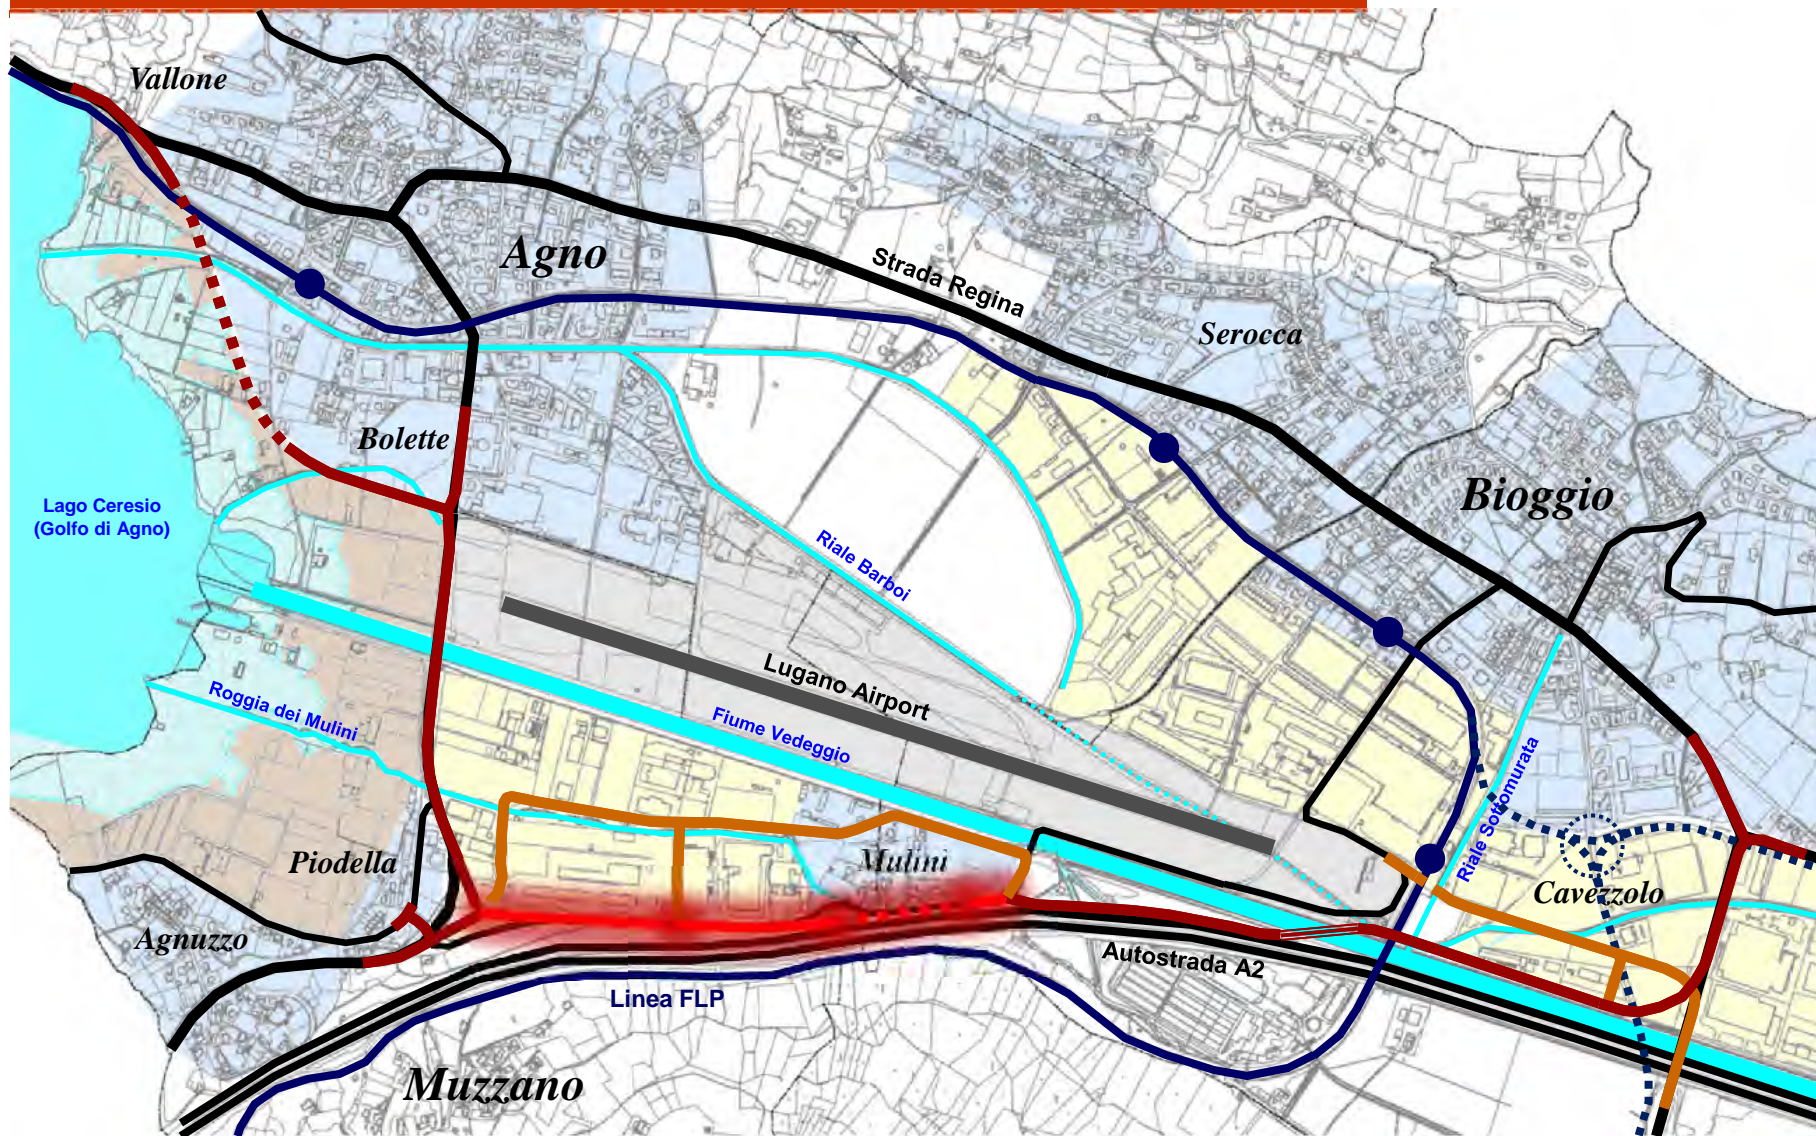 Vallone
Agno
Strada Regina
Serocca
Bolette
Bioggio
Lago Ceresio
(Golfo di Agno)
Riale Barboi
Lugano Airport
Roggia dei Mulini
Fiume Vedeggio
Riale Sottomurata
Piodella
Mulini
Cavezzolo
Agnuzzo
Autostrada A2
Linea FLP
Muzzano